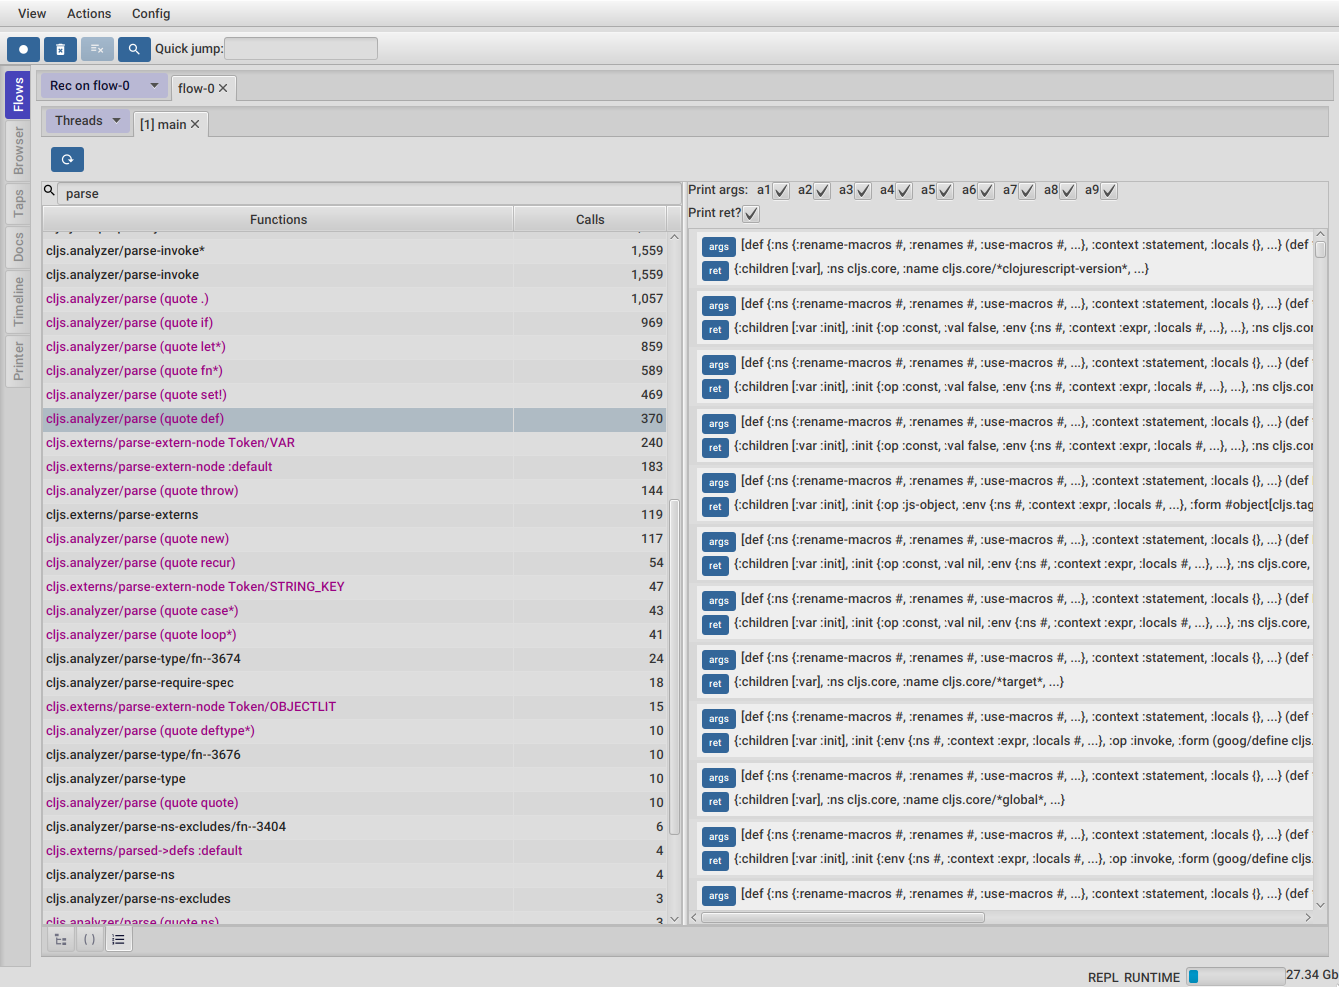 View Actions Config
Quick jump:
Flows
Browser
Taps
Docs
Timeline
Printer
Rec on flow-0
flow-0
Threads
[1] main
parse
Functions Calls
cljs.analyzer/parse-invoke* 1,559
cljs.analyzer/parse-invoke 1,559
cljs.analyzer/parse (quote .) 1,057
cljs.analyzer/parse (quote if) 969
cljs.analyzer/parse (quote let*) 859
cljs.analyzer/parse (quote fn*) 589
cljs.analyzer/parse (quote set!) 469
cljs.analyzer/parse (quote def) 370
cljs.externs/parse-extern-node Token/VAR 240
cljs.externs/parse-extern-node :default 183
cljs.analyzer/parse (quote throw) 144
cljs.externs/parse-externs 119
cljs.analyzer/parse (quote new) 117
cljs.analyzer/parse (quote recur) 54
cljs.externs/parse-extern-node Token/STRING_KEY 47
cljs.analyzer/parse (quote case*) 43
cljs.analyzer/parse (quote loop*) 41
cljs.analyzer/parse-type/fn--3674 24
cljs.analyzer/parse-require-spec 18
cljs.externs/parse-extern-node Token/OBJECTLIT 15
cljs.analyzer/parse (quote deftype*) 10
cljs.analyzer/parse-type/fn--3676 10
cljs.analyzer/parse-type 10
cljs.analyzer/parse (quote quote) 10
cljs.analyzer/parse-ns-excludes/fn--3404 6
cljs.externs/parsed->defs :default 4
cljs.analyzer/parse-ns 4
cljs.analyzer/parse-ns-excludes 3
cljs.analyzer/parse (quote ns) 3
Print args: a1 a2 a3 a4 a5 a6 a7 a8 a9
Print ret?
args [def {:ns {:rename-macros #, :renames #, :use-macros #, ...}, :context :statement, :locals {}, ...} (def
ret {:children [:var], :ns cljs.core, :name cljs.core/*clojurescript-version*, ...}
args [def {:ns {:rename-macros #, :renames #, :use-macros #, ...}, :context :statement, :locals {}, ...} (def
ret {:children [:var :init], :init {:op :const, :val false, :env {:ns #, :context :expr, :locals #, ...}, ...}, :ns cljs.cor
args [def {:ns {:rename-macros #, :renames #, :use-macros #, ...}, :context :statement, :locals {}, ...} (def
ret {:children [:var :init], :init {:op :const, :val false, :env {:ns #, :context :expr, :locals #, ...}, ...}, :ns cljs.cor
args [def {:ns {:rename-macros #, :renames #, :use-macros #, ...}, :context :statement, :locals {}, ...} (def
ret {:children [:var :init], :init {:op :const, :val false, :env {:ns #, :context :expr, :locals #, ...}, ...}, :ns cljs.cor
args [def {:ns {:rename-macros #, :renames #, :use-macros #, ...}, :context :statement, :locals {}, ...} (def
ret {:children [:var :init], :init {:op :js-object, :env {:ns #, :context :expr, :locals #, ...}, :form #object[cljs.tag
args [def {:ns {:rename-macros #, :renames #, :use-macros #, ...}, :context :statement, :locals {}, ...} (def
ret {:children [:var :init], :init {:op :const, :val nil, :env {:ns #, :context :expr, :locals #, ...}, ...}, :ns cljs.core,
args [def {:ns {:rename-macros #, :renames #, :use-macros #, ...}, :context :statement, :locals {}, ...} (def
ret {:children [:var :init], :init {:op :const, :val nil, :env {:ns #, :context :expr, :locals #, ...}, ...}, :ns cljs.core,
args [def {:ns {:rename-macros #, :renames #, :use-macros #, ...}, :context :statement, :locals {}, ...} (def
ret {:children [:var], :ns cljs.core, :name cljs.core/*target*, ...}
args [def {:ns {:rename-macros #, :renames #, :use-macros #, ...}, :context :statement, :locals {}, ...} (def
ret {:children [:var :init], :init {:env {:ns #, :context :expr, :locals #, ...}, :op :invoke, :form (goog/define cljs.
args [def {:ns {:rename-macros #, :renames #, :use-macros #, ...}, :context :statement, :locals {}, ...} (def
ret {:children [:var], :ns cljs.core, :name cljs.core/*global*, ...}
args [def {:ns {:rename-macros #, :renames #, :use-macros #, ...}, :context :statement, :locals {}, ...} (def
ret {:children [:var :init], :init {:env {:ns #, :context :expr, :locals #, ...}, :op :invoke, :form (goog/define cljs.
args [def {:ns {:rename-macros #, :renames #, :use-macros #, ...}, :context :statement, :locals {}, ...} (def
REPL RUNTIME 27.34 Gb